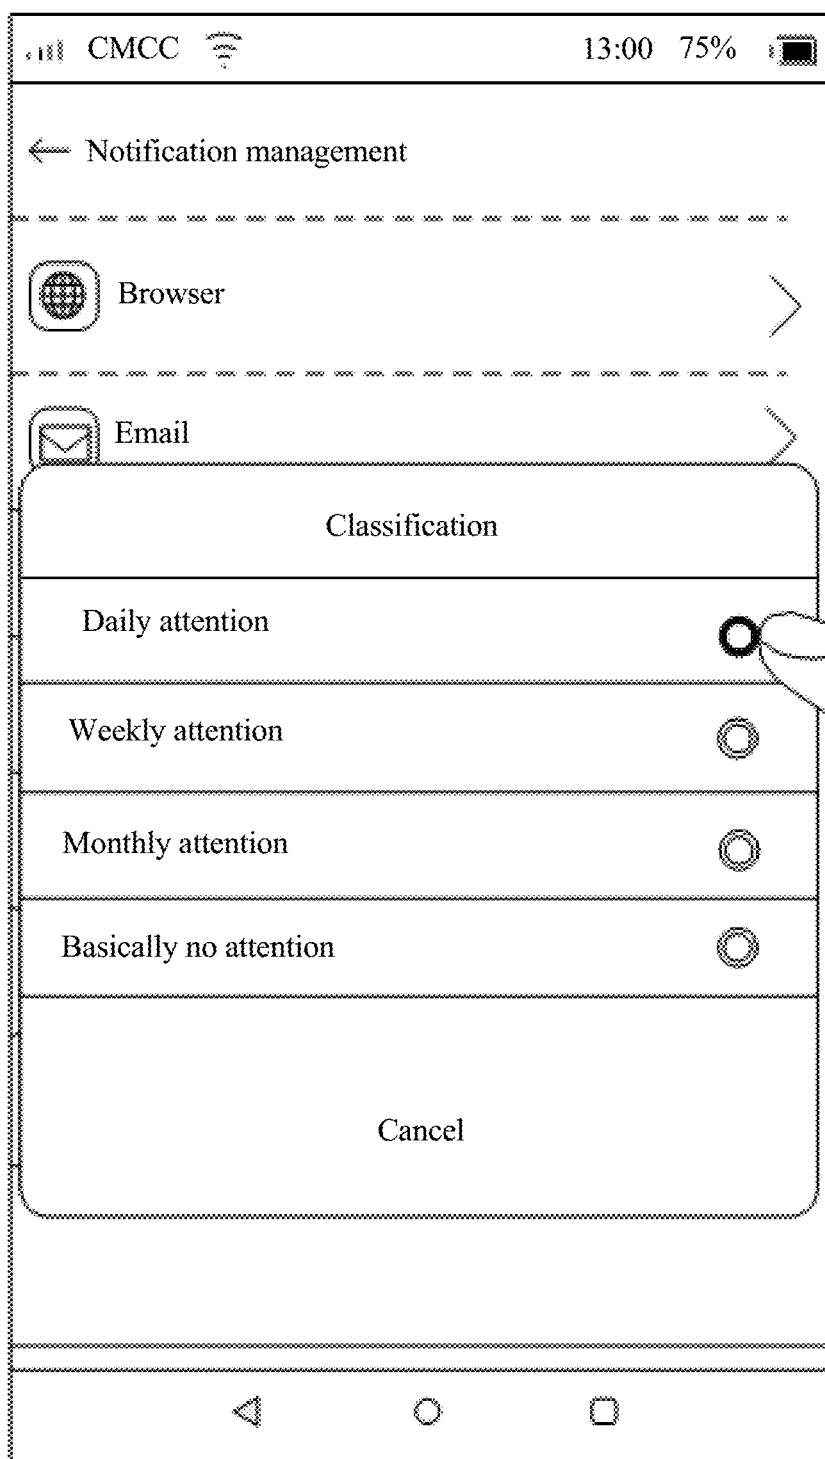 CMCC 13:00 75%
Notification management
Browser
Email
Classification
Daily attention
Weekly attention
Monthly attention
Basically no attention
Cancel